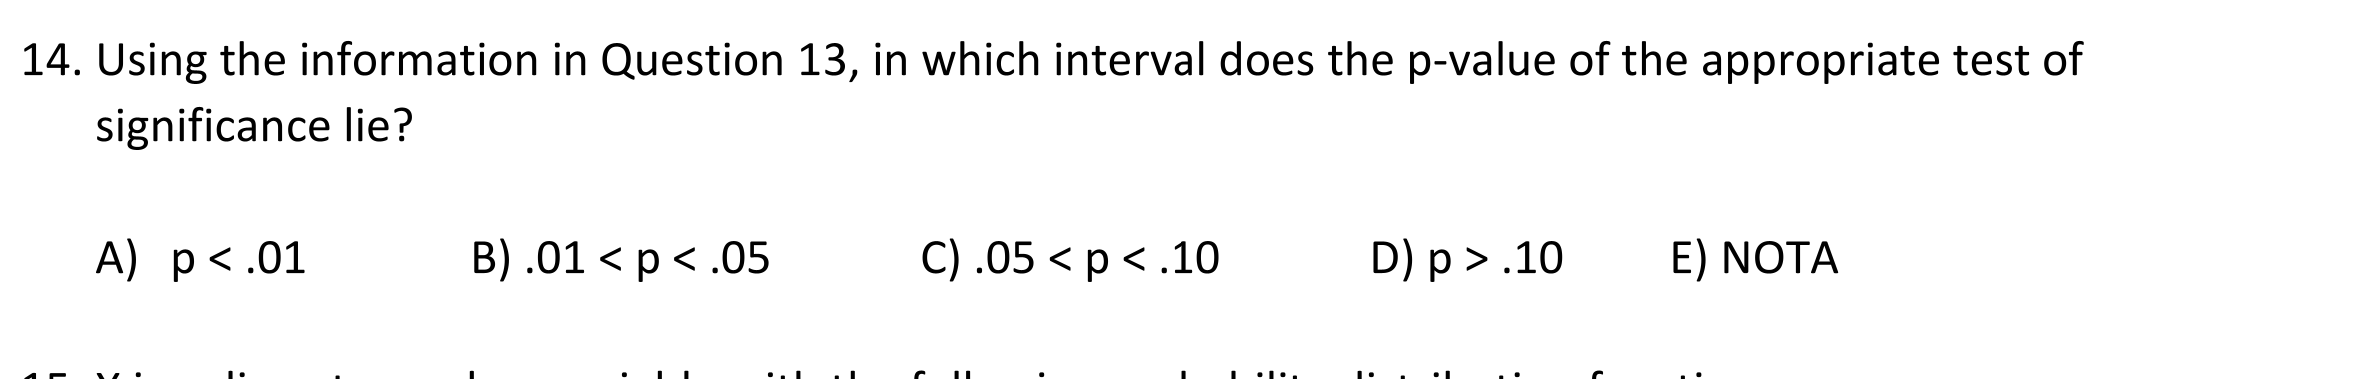 14. Using the information in Question 13, in which interval does the p-value of the appropriate test of
significance lie?
A) p < .01 B) .01 < p < .05 C) .05 < p < .10 D) p > .10 E) NOTA